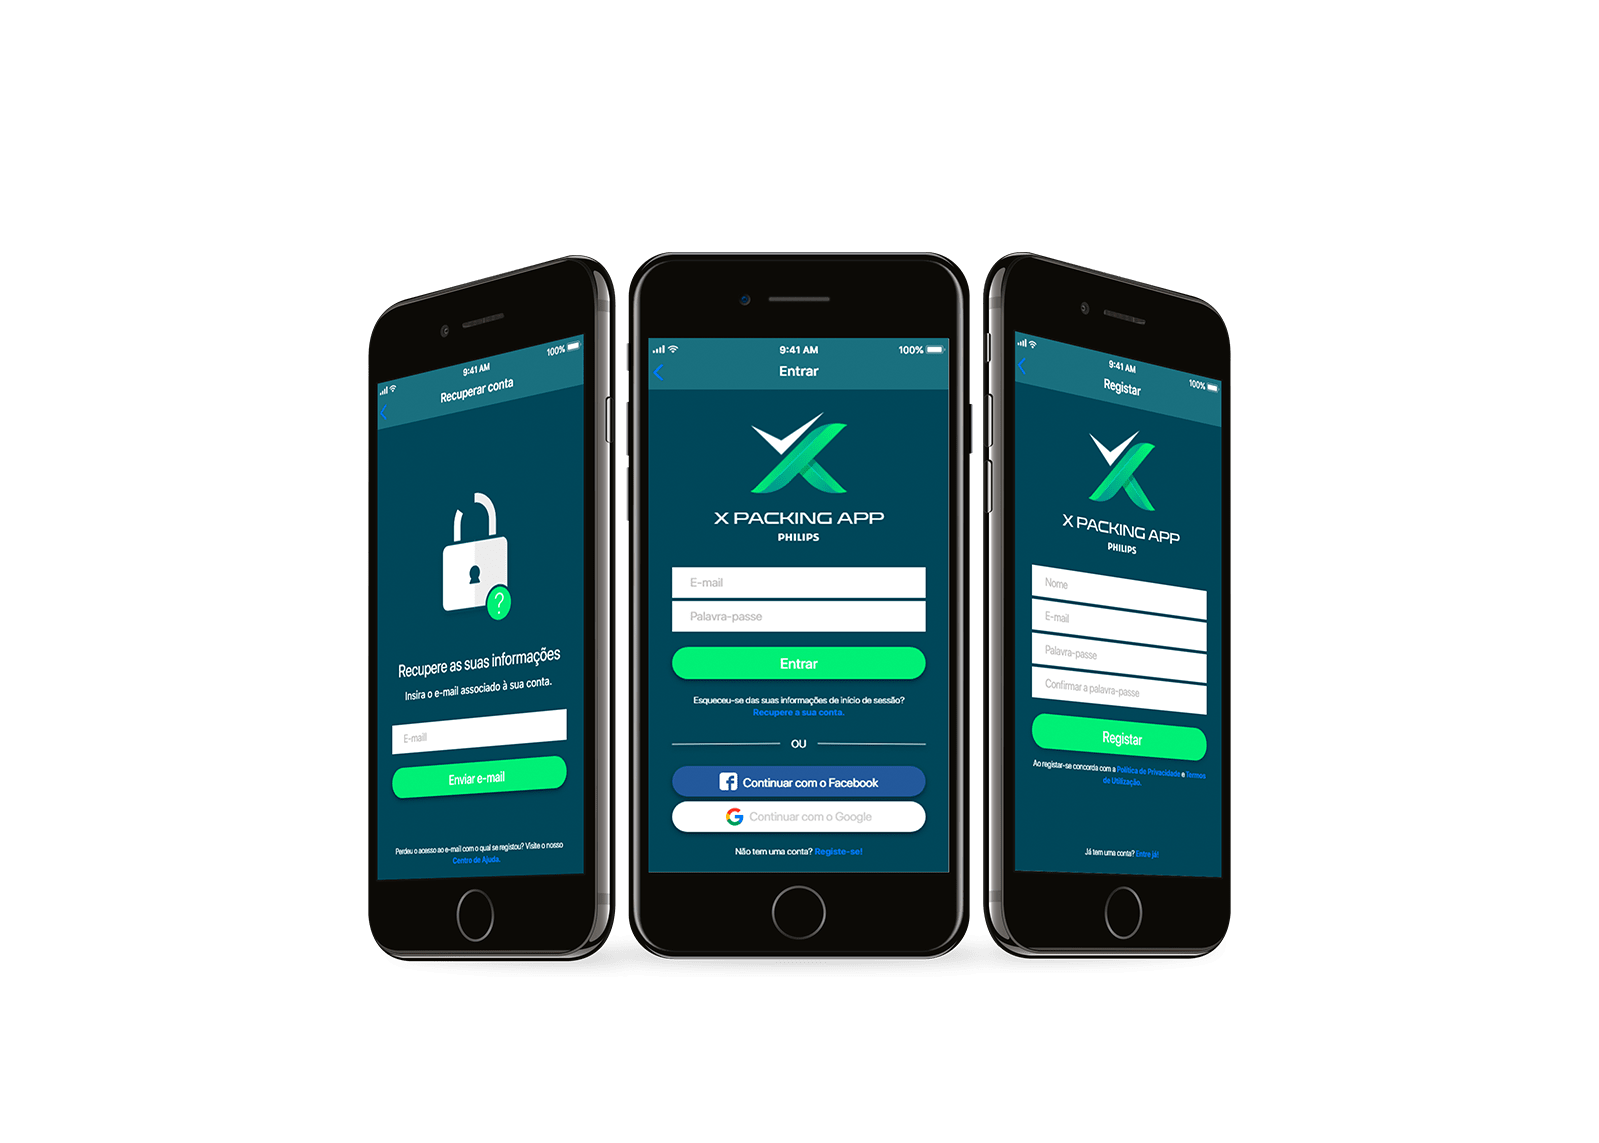 9:41 AM
100%
Recuperar conta
?
Recupere as suas informações
Insira o e-mail associado à sua conta.
E-maill
Enviar e-mail
Perdeu o acesso ao e-mail com o qual se registou? Visite o nosso
Centro de Ajuda.
9:41 AM
100%
Entrar
X PACKING APP
PHILIPS
E-mail
Palavra-passe
Entrar
Esqueceu-se das suas informações de início de sessão?
Recupere a sua conta.
OU
Continuar com o Facebook
Continuar com o Google
Não tem uma conta? Registe-se!
9:41 AM
100%
Registar
X PACKING APP
PHILIPS
Nome
E-mail
Palavra-passe
Confirmar a palavra-passe
Registar
Ao registar-se concorda com a Política de Privacidade e Termos
de Utilização.
Já tem uma conta? Entre já!